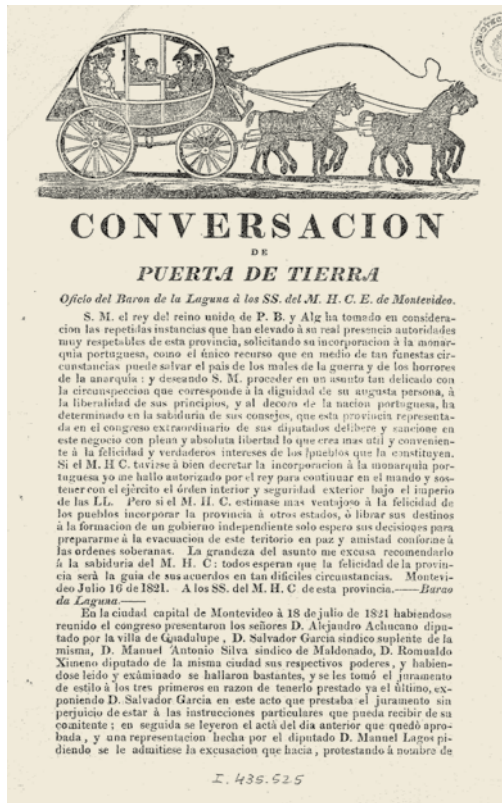 CONVERSACION
DE
PUERTA DE TIERRA
Oficio del Baron de la Laguna à los SS. del M. H. C. E. de Montevideo.
S. M. el rey del reino unido de P. B. y Alg ha tomado en considera-
cion las repetidas instancias que han elevado à su real presencia autoridades
muy respetables de esta provincia, solicitando su incorporacion à la monar-
quia portuguesa, como el único recurso que en medio de tan funestas cir-
cunstancias puede salvar el pais de los males de la guerra y de los horrores
de la anarquia: y deseando S. M. proceder en un asunto tan delicado con
la circunspeccion que corresponde à la dignidad de su augusta persona, à
la liberalidad de sus principios, y al decoro de la nacion portuguesa, ha
determinado en la sabiduria de sus consejos, que esta provincia representa-
da en el congreso extraordinario de sus diputados delibere y sancione en
este negocio con plena y absoluta libertad lo que crea mas util y convenien-
te à la felicidad y verdaderos intereses de los pueblos que la constituyen.
Si el M. H C. tuviese à bien decretar la incorporacion à la monarquia por-
tuguesa yo me hallo autorizado por el rey para continuar en el mando y sos-
tener con el ejército el órden interior y seguridad exterior bajo el imperio
de las LL. Pero si el M. H. C. estimase mas ventajoso à la felicidad de
los pueblos incorporar la provincia à otros estados, ò librar sus destinos
à la formacion de un gobierno independiente solo espero sus decisiones para
prepararme à la evacuacion de este teritorio en paz y amistad conforme à
las ordenes soberanas. La grandeza del asunto me excusa recomendarlo
à la sabiduria del M. H. C: todos esperan que la felicidad de la provin-
cia serà la guia de sus acuerdos en tan dificiles circunstancias. Montevi-
deo Julio 16 de 1821. A los SS. del M. H C de esta provincia.——Barao
da Laguna.——
En la ciudad capital de Montevideo à 18 de julio de 1821 habiendose
reunido el congreso presentaron los señores D. Alejandro Achucano dipu-
tado por la villa de Guadalupe, D. Salvador Garcia sindico suplente de la
misma, D. Manuel Antonio Silva sindico de Maldonado, D. Romualdo
Ximeno diputado de la misma ciudad sus respectivos poderes, y habien-
dose leido y exàminado se hallaron bastantes, y se les tomó el juramento
de estilo à los tres primeros en razon de tenerlo prestado ya el ùltimo, ex-
poniendo D. Salvador Garcia en este acto que prestaba el juramento sin
perjuicio de estar à las instrucciones particulares que pueda recibir de su
comitente; en seguida se leyeron el actá del dia anterior que quedò apro-
bada, y una representacion hecha por el diputado D. Manuel Lagos pi-
diendo se le admitiese la excusacion que hacia, protestando à nombre de
I.435.525